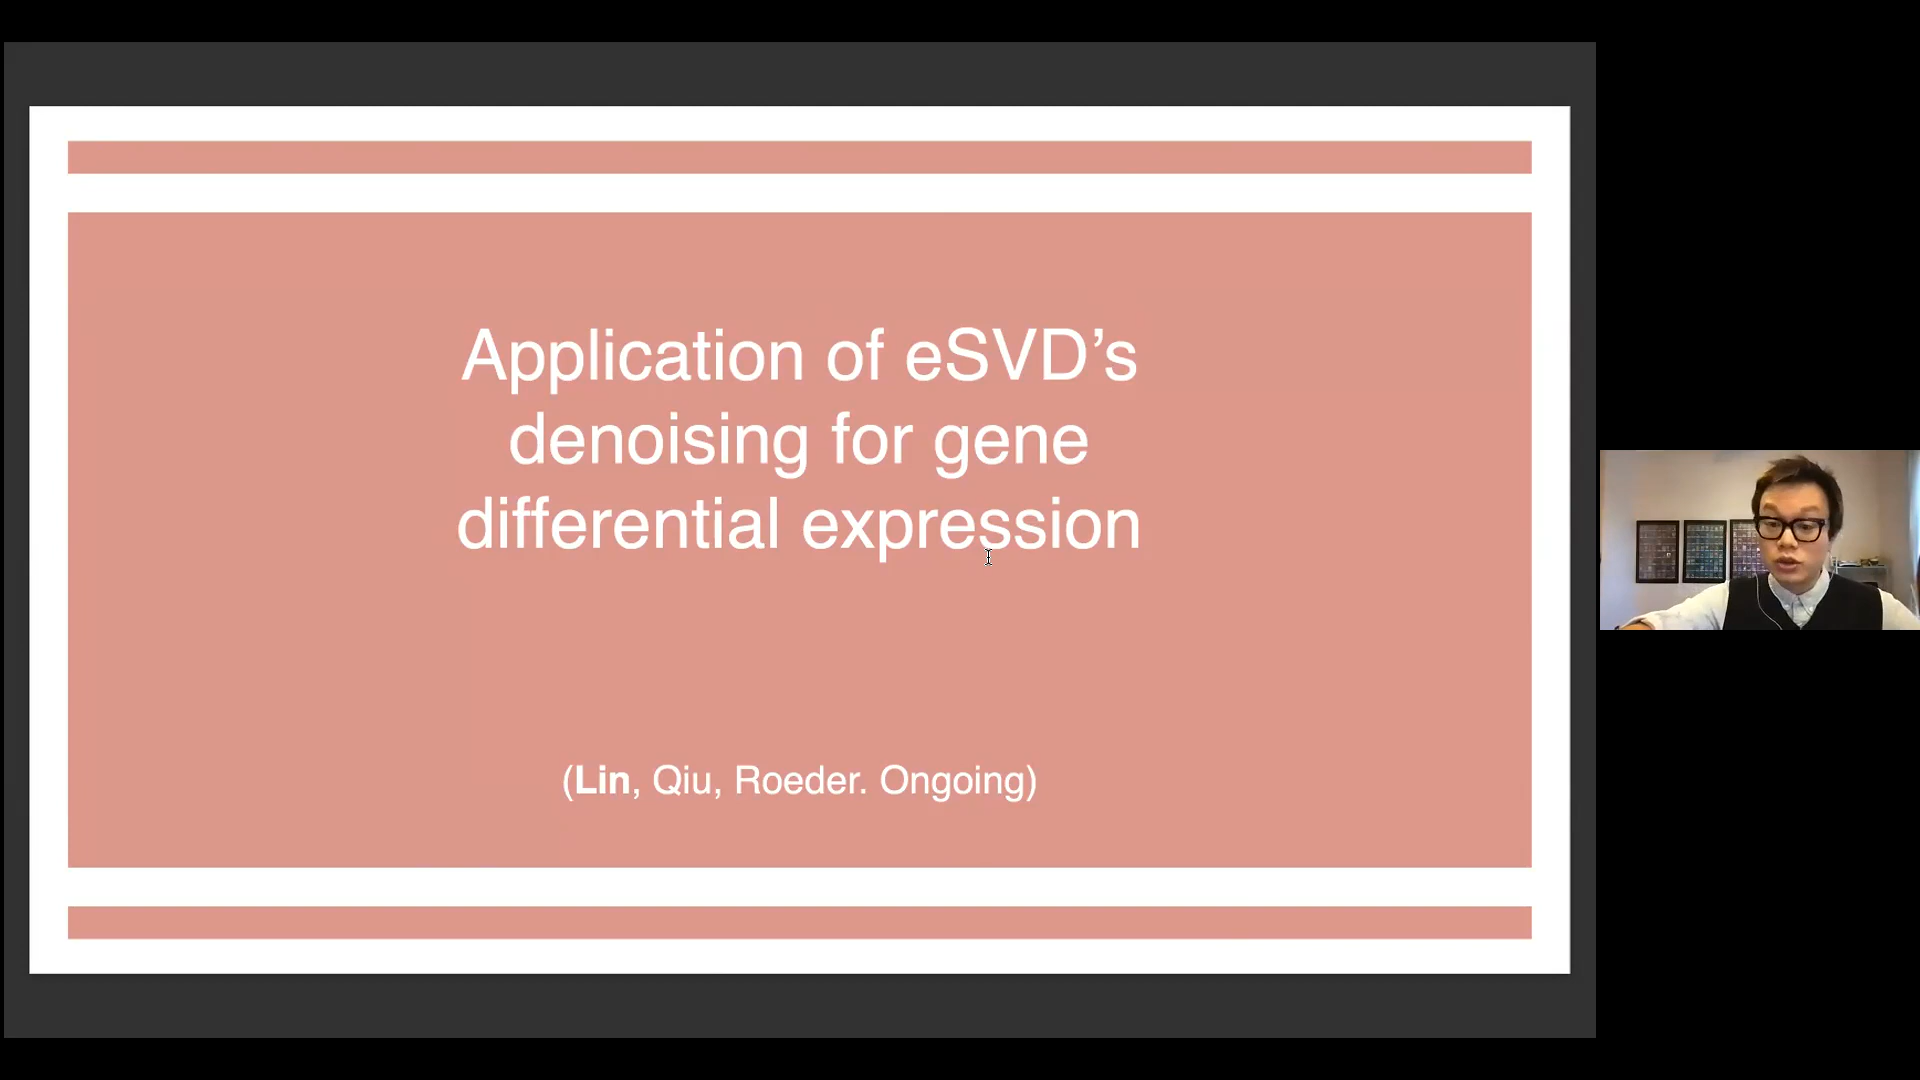 Application of eSVD’s
denoising for gene
differential expression
(Lin, Qiu, Roeder. Ongoing)